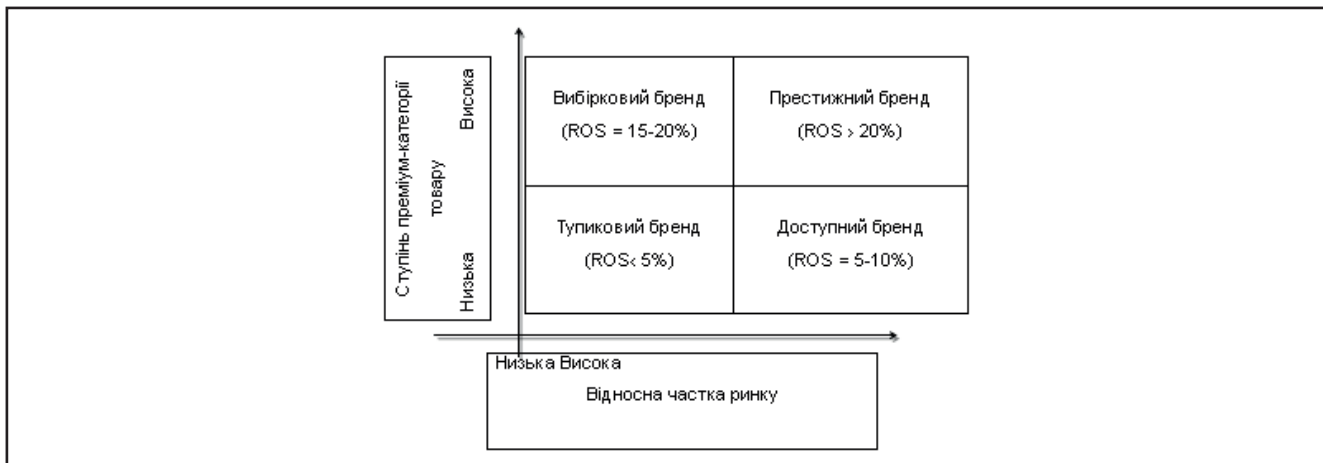 Ступінь преміум-категорії
товару
Низька Висока
Вибірковий бренд
(ROS = 15-20%)
Престижний бренд
(ROS > 20%)
Тупиковий бренд
(ROS< 5%)
Доступний бренд
(ROS = 5-10%)
Низька Висока
Відносна частка ринку